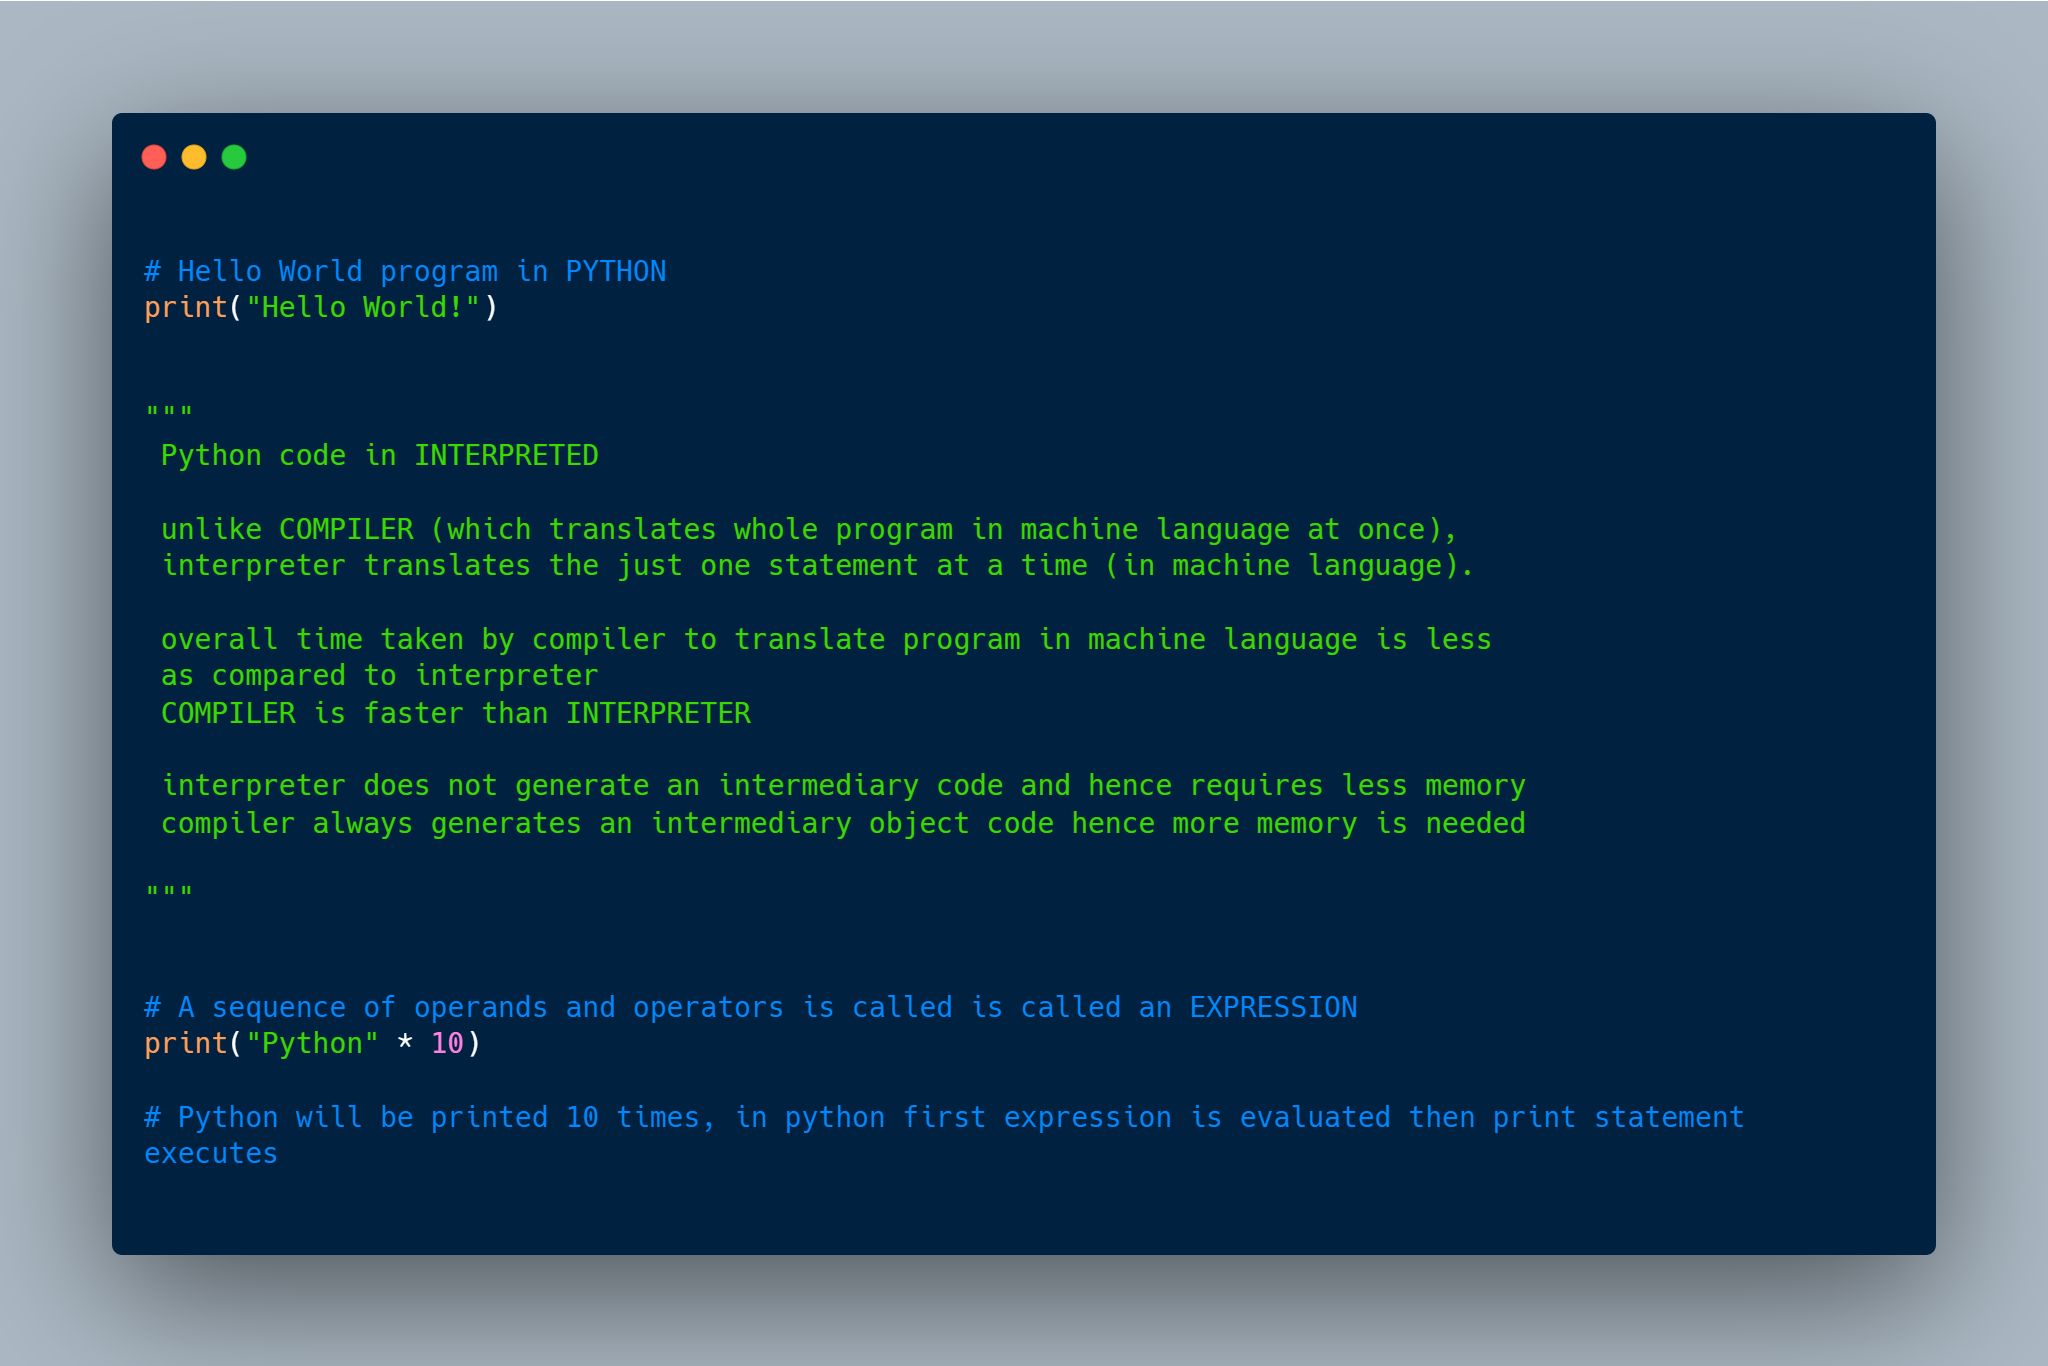 # Hello World program in PYTHON
print("Hello World!")
"""
Python code in INTERPRETED
unlike COMPILER (which translates whole program in machine language at once),
interpreter translates the just one statement at a time (in machine language).
overall time taken by compiler to translate program in machine language is less
as compared to interpreter
COMPILER is faster than INTERPRETER
interpreter does not generate an intermediary code and hence requires less memory
compiler always generates an intermediary object code hence more memory is needed
"""
# A sequence of operands and operators is called is called an EXPRESSION
print("Python" * 10)
# Python will be printed 10 times, in python first expression is evaluated then print statement
executes